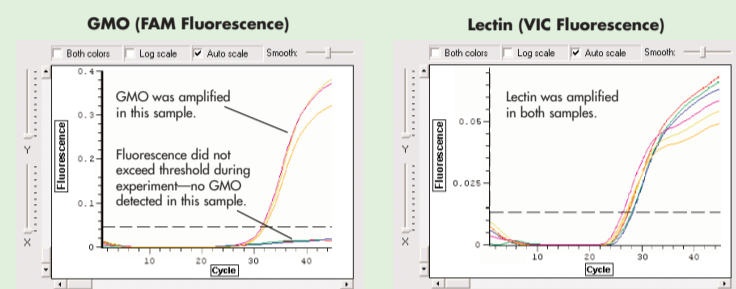 GMO (FAM Fluorescence)
Both colors Log scale Auto scale Smooth:
0.4
0.3
0.2
0.1
0
Fluorescence
Y
X
GMO was amplified
in this sample.
Fluorescence did not
exceed threshold during
experiment—no GMO
detected in this sample.
10 20 30 40
Cycle
Lectin (VIC Fluorescence)
Both colors Log scale Auto scale Smooth:
0.05
0.025
0
Fluorescence
Y
X
Lectin was amplified
in both samples.
10 20 30 40
Cycle